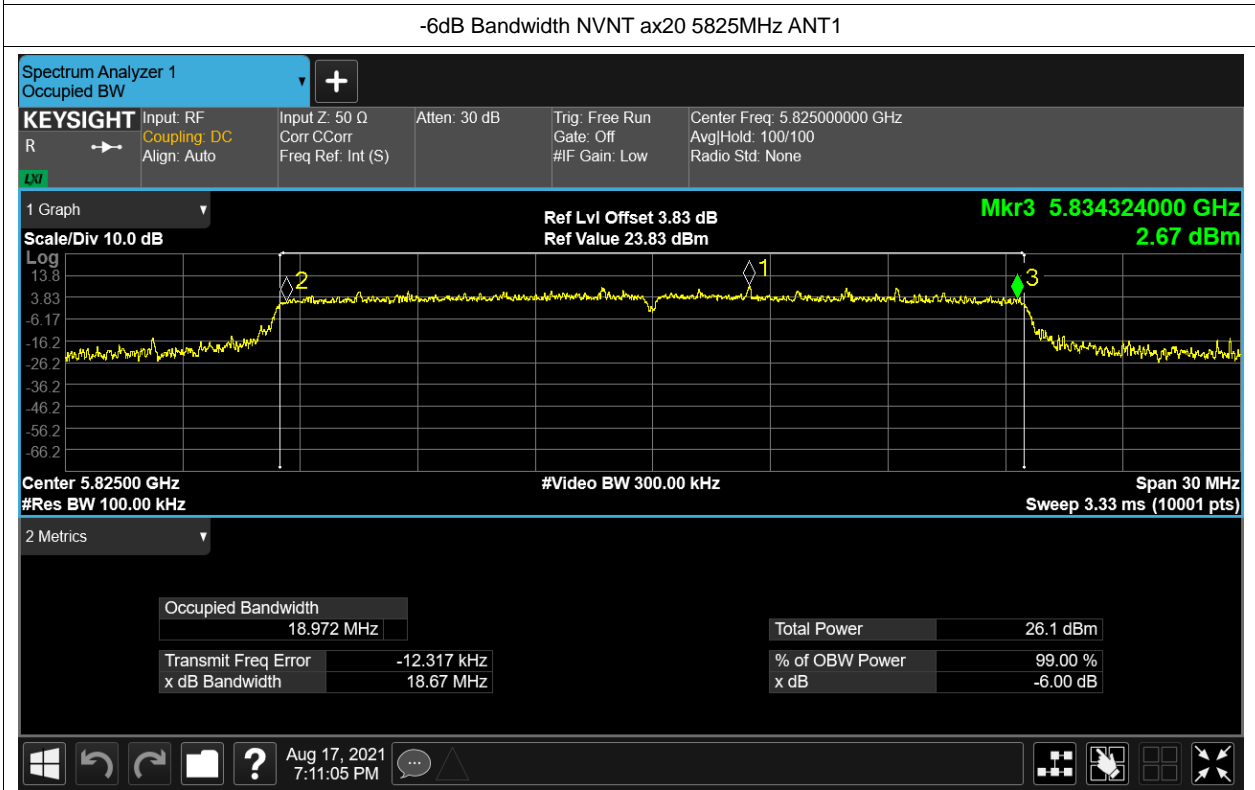 -6dB Bandwidth NVNT ax20 5825MHz ANT1
Spectrum Analyzer 1
Occupied BW
KEYSIGHT
R
LXI
Input: RF
Coupling: DC
Align: Auto
Input Z: 50 Ω
Corr CCorr
Freq Ref: Int (S)
Atten: 30 dB
Trig: Free Run
Gate: Off
#IF Gain: Low
Center Freq: 5.825000000 GHz
Avg|Hold: 100/100
Radio Std: None
1 Graph
Scale/Div 10.0 dB
Ref Lvl Offset 3.83 dB
Ref Value 23.83 dBm
Mkr3 5.834324000 GHz
2.67 dBm
Log
13.8
3.83
-6.17
-16.2
-26.2
-36.2
-46.2
-56.2
-66.2
2
1
3
Center 5.82500 GHz
#Res BW 100.00 kHz
#Video BW 300.00 kHz
Span 30 MHz
Sweep 3.33 ms (10001 pts)
2 Metrics
Occupied Bandwidth
18.972 MHz
Transmit Freq Error -12.317 kHz
x dB Bandwidth 18.67 MHz
Total Power 26.1 dBm
% of OBW Power 99.00 %
x dB -6.00 dB
?
Aug 17, 2021
7:11:05 PM